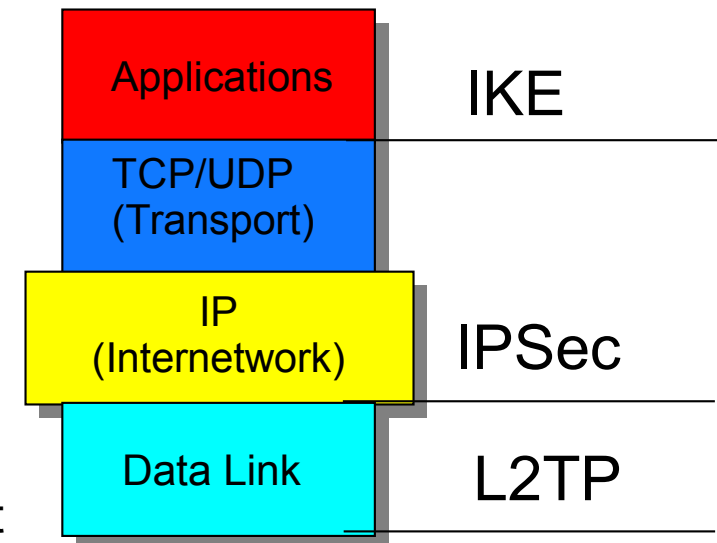 Applications
IKE
TCP/UDP
(Transport)
IP
(Internetwork)
IPSec
Data Link
L2TP